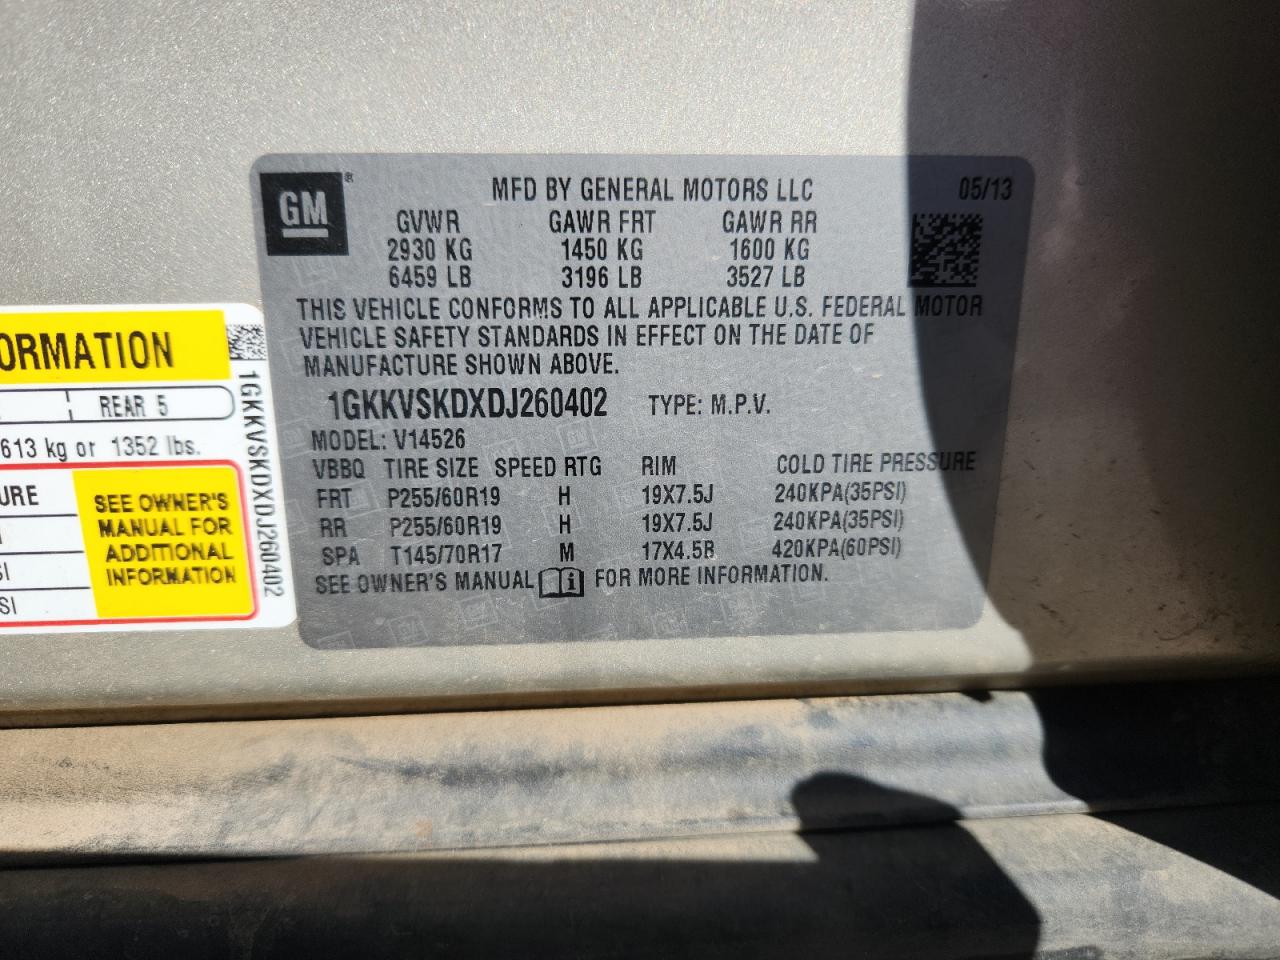 GM®
MFD BY GENERAL MOTORS LLC 05/13
GVWR GAWR FRT GAWR RR
2930 KG 1450 KG 1600 KG
6459 LB 3196 LB 3527 LB
THIS VEHICLE CONFORMS TO ALL APPLICABLE U.S. FEDERAL MOTOR
VEHICLE SAFETY STANDARDS IN EFFECT ON THE DATE OF
MANUFACTURE SHOWN ABOVE.
1GKKVSKDXDJ260402 TYPE: M.P.V.
MODEL: V14526
VBBQ TIRE SIZE SPEED RTG RIM COLD TIRE PRESSURE
FRT P255/60R19 H 19X7.5J 240KPA(35PSI)
RR P255/60R19 H 19X7.5J 240KPA(35PSI)
SPA T145/70R17 M 17X4.5B 420KPA(60PSI)
SEE OWNER'S MANUAL FOR MORE INFORMATION.
ORMATION
REAR 5
613 kg or 1352 lbs.
URE
SI
SI
SEE OWNER'S
MANUAL FOR
ADDITIONAL
INFORMATION
1GKKVSKDXDJ260402